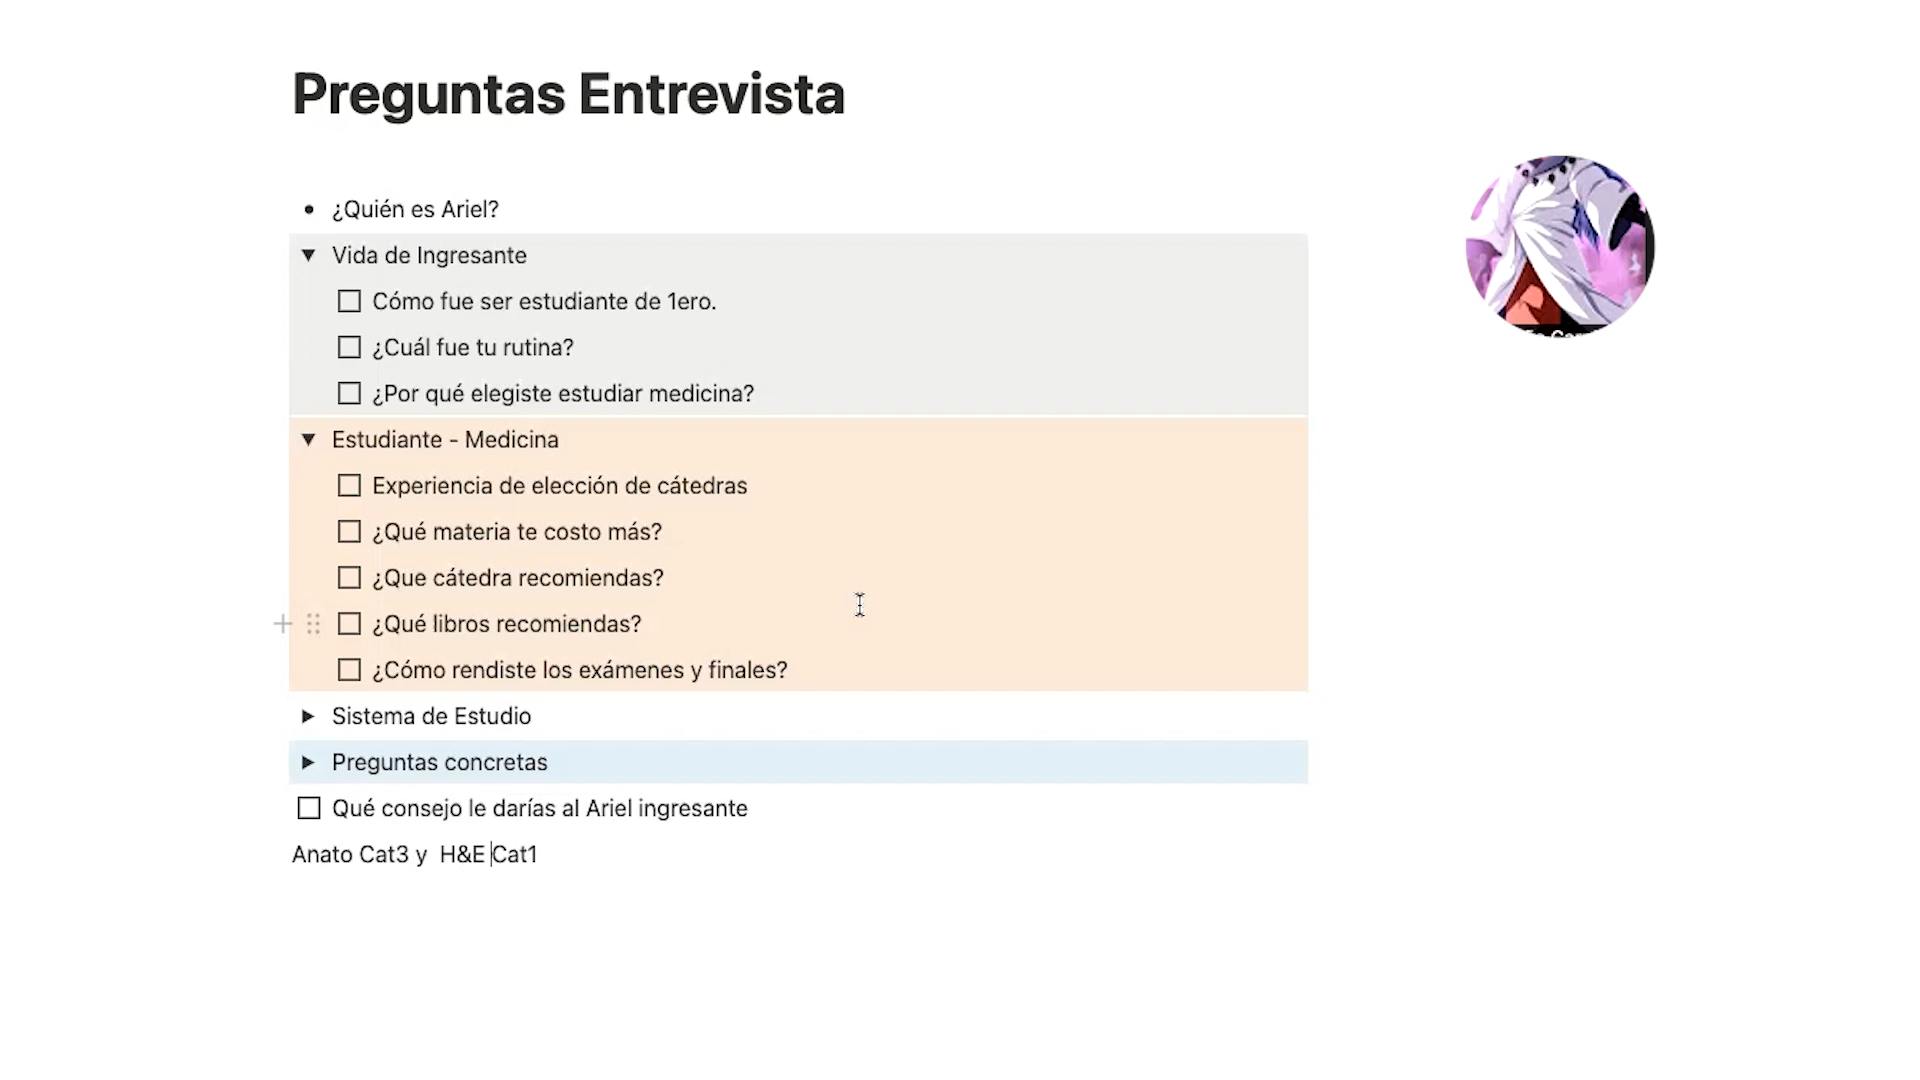 Preguntas Entrevista
¿Quién es Ariel?
Vida de Ingresante
Cómo fue ser estudiante de 1ero.
¿Cuál fue tu rutina?
¿Por qué elegiste estudiar medicina?
Estudiante - Medicina
Experiencia de elección de cátedras
¿Qué materia te costo más?
¿Que cátedra recomiendas?
¿Qué libros recomiendas?
¿Cómo rendiste los exámenes y finales?
Sistema de Estudio
Preguntas concretas
Qué consejo le darías al Ariel ingresante
Anato Cat3 y  H&E Cat1